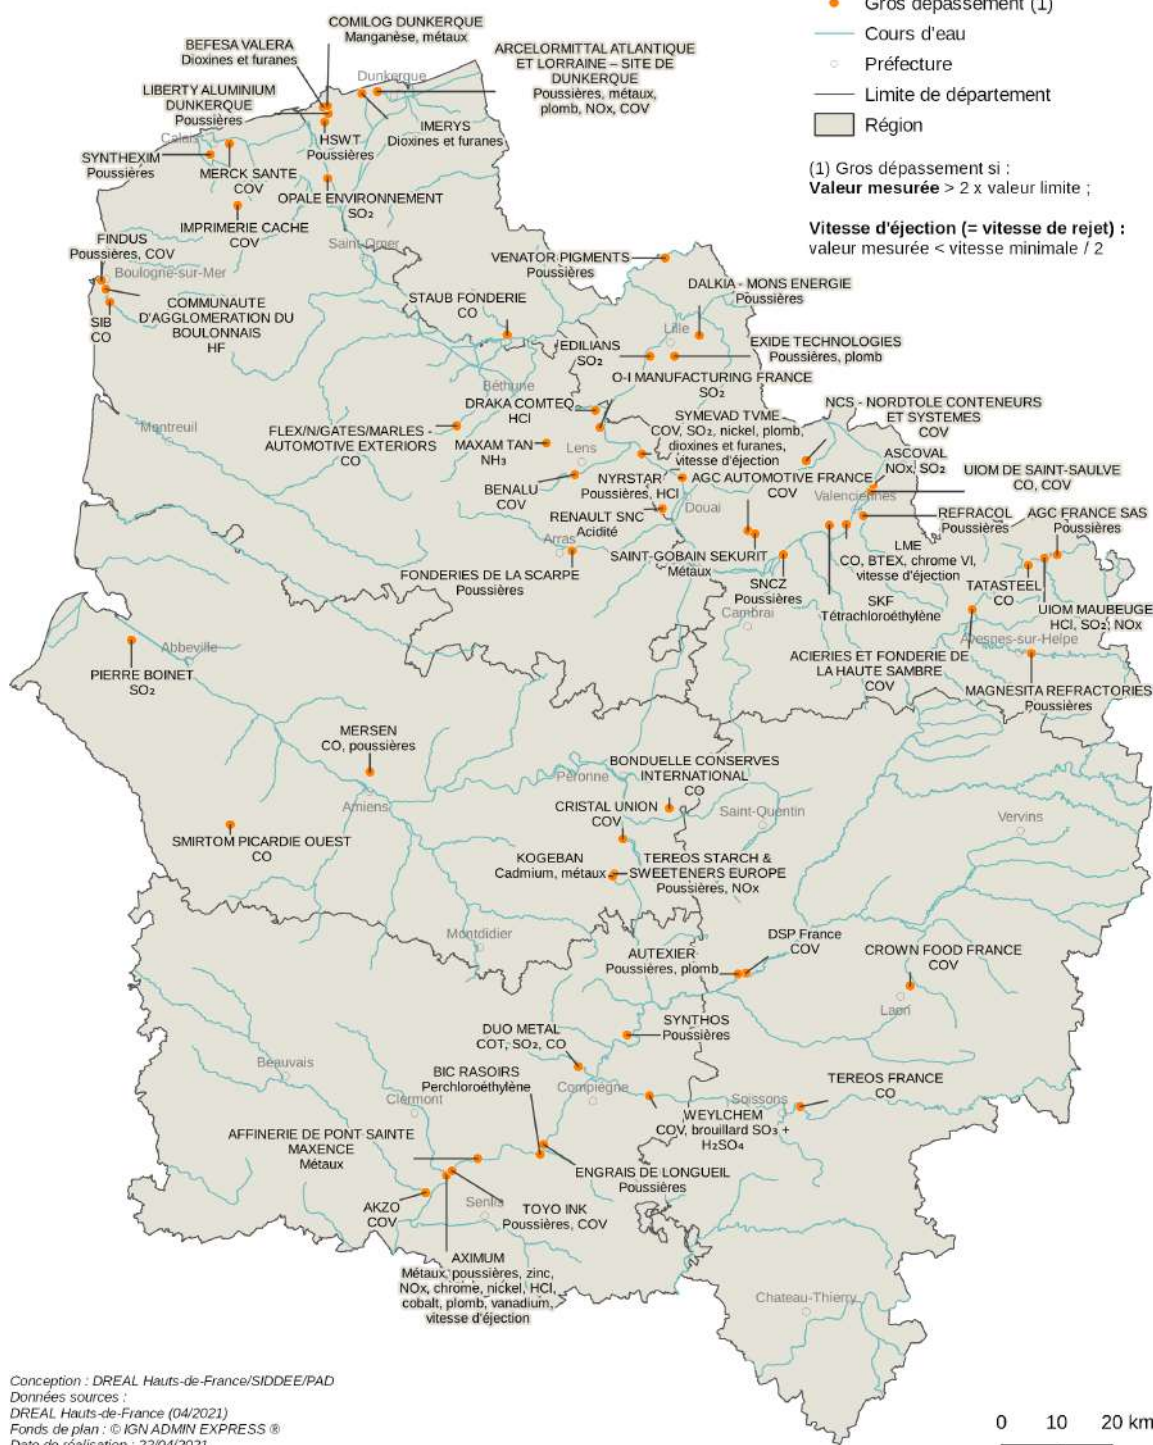 Gros dépassement (1)
Cours d'eau
Préfecture
Limite de département
Région
(1) Gros dépassement si :
Valeur mesurée > 2 x valeur limite ;
Vitesse d'éjection (= vitesse de rejet) :
valeur mesurée < vitesse minimale / 2
COMILOG DUNKERQUE
Manganèse, métaux
BEFESA VALERA
Dioxines et furanes
ARCELORMITTAL ATLANTIQUE
ET LORRAINE – SITE DE
DUNKERQUE
Poussières, métaux,
plomb, NOx, COV
Dunkerque
LIBERTY ALUMINIUM
DUNKERQUE
Poussières
IMERYS
Dioxines et furanes
Calais
HSWT
Poussières
SYNTHEXIM
Poussières
MERCK SANTE
COV
OPALE ENVIRONNEMENT
SO₂
IMPRIMERIE CACHE
COV
Saint-Omer
FINDUS
Poussières, COV
Boulogne-sur-Mer
VENATOR PIGMENTS
Poussières
COMMUNAUTE
D'AGGLOMERATION DU
BOULONNAIS
HF
SIB
CO
STAUB FONDERIE
CO
DALKIA - MONS ENERGIE
Poussières
Lille
EDILIANS
SO₂
EXIDE TECHNOLOGIES
Poussières, plomb
O-I MANUFACTURING FRANCE
SO₂
Béthune
DRAKA COMTEQ
HCl
NCS - NORDTOLE CONTENEURS
ET SYSTEMES
COV
SYMEVAD TVME
COV, SO₂, nickel, plomb,
dioxines et furanes,
vitesse d'éjection
Montreuil
FLEX/N/GATES/MARLES -
AUTOMOTIVE EXTERIORS
CO
MAXAM TAN
NH₃
Lens
ASCOVAL
NOx, SO₂
UIOM DE SAINT-SAULVE
CO, COV
BENALU
COV
NYRSTAR
Poussières, HCl
AGC AUTOMOTIVE FRANCE
COV
Valenciennes
Douai
RENAULT SNC
Acidité
REFRACOL
Poussières
AGC FRANCE SAS
Poussières
Arras
SAINT-GOBAIN SEKURIT
Métaux
LME
CO, BTEX, chrome VI,
vitesse d'éjection
FONDERIES DE LA SCARPE
Poussières
SNCZ
Poussières
TATASTEEL
CO
SKF
Tétrachloroéthylène
Cambrai
UIOM MAUBEUGE
HCl, SO₂, NOx
Avesnes-sur-Helpe
ACIERIES ET FONDERIE DE
LA HAUTE SAMBRE
COV
MAGNESITA REFRACTORIES
Poussières
Abbeville
PIERRE BOINET
SO₂
MERSEN
CO, poussières
Amiens
Péronne
BONDUELLE CONSERVES
INTERNATIONAL
CO
CRISTAL UNION
COV
Saint-Quentin
Vervins
SMIRTOM PICARDIE OUEST
CO
KOGEBAN
Cadmium, métaux
TEREOS STARCH &
SWEETENERS EUROPE
Poussières, NOx
Montdidier
DSP France
COV
AUTEXIER
Poussières, plomb
CROWN FOOD FRANCE
COV
Laon
SYNTHOS
Poussières
DUO METAL
COT, SO₂, CO
Beauvais
BIC RASOIRS
Perchloroéthylène
Compiègne
Clermont
Soissons
TEREOS FRANCE
CO
WEYLCHEM
COV, brouillard SO₃ +
H₂SO₄
AFFINERIE DE PONT SAINTE
MAXENCE
Métaux
ENGRAIS DE LONGUEIL
Poussières
AKZO
COV
Senlis
TOYO INK
Poussières, COV
AXIMUM
Métaux, poussières, zinc,
NOx, chrome, nickel, HCl,
cobalt, plomb, vanadium,
vitesse d'éjection
Chateau-Thierry
Conception : DREAL Hauts-de-France/SIDDEE/PAD
Données sources :
DREAL Hauts-de-France (04/2021)
Fonds de plan : © IGN ADMIN EXPRESS ®
Date de réalisation : 22/04/2021
0 10 20 km